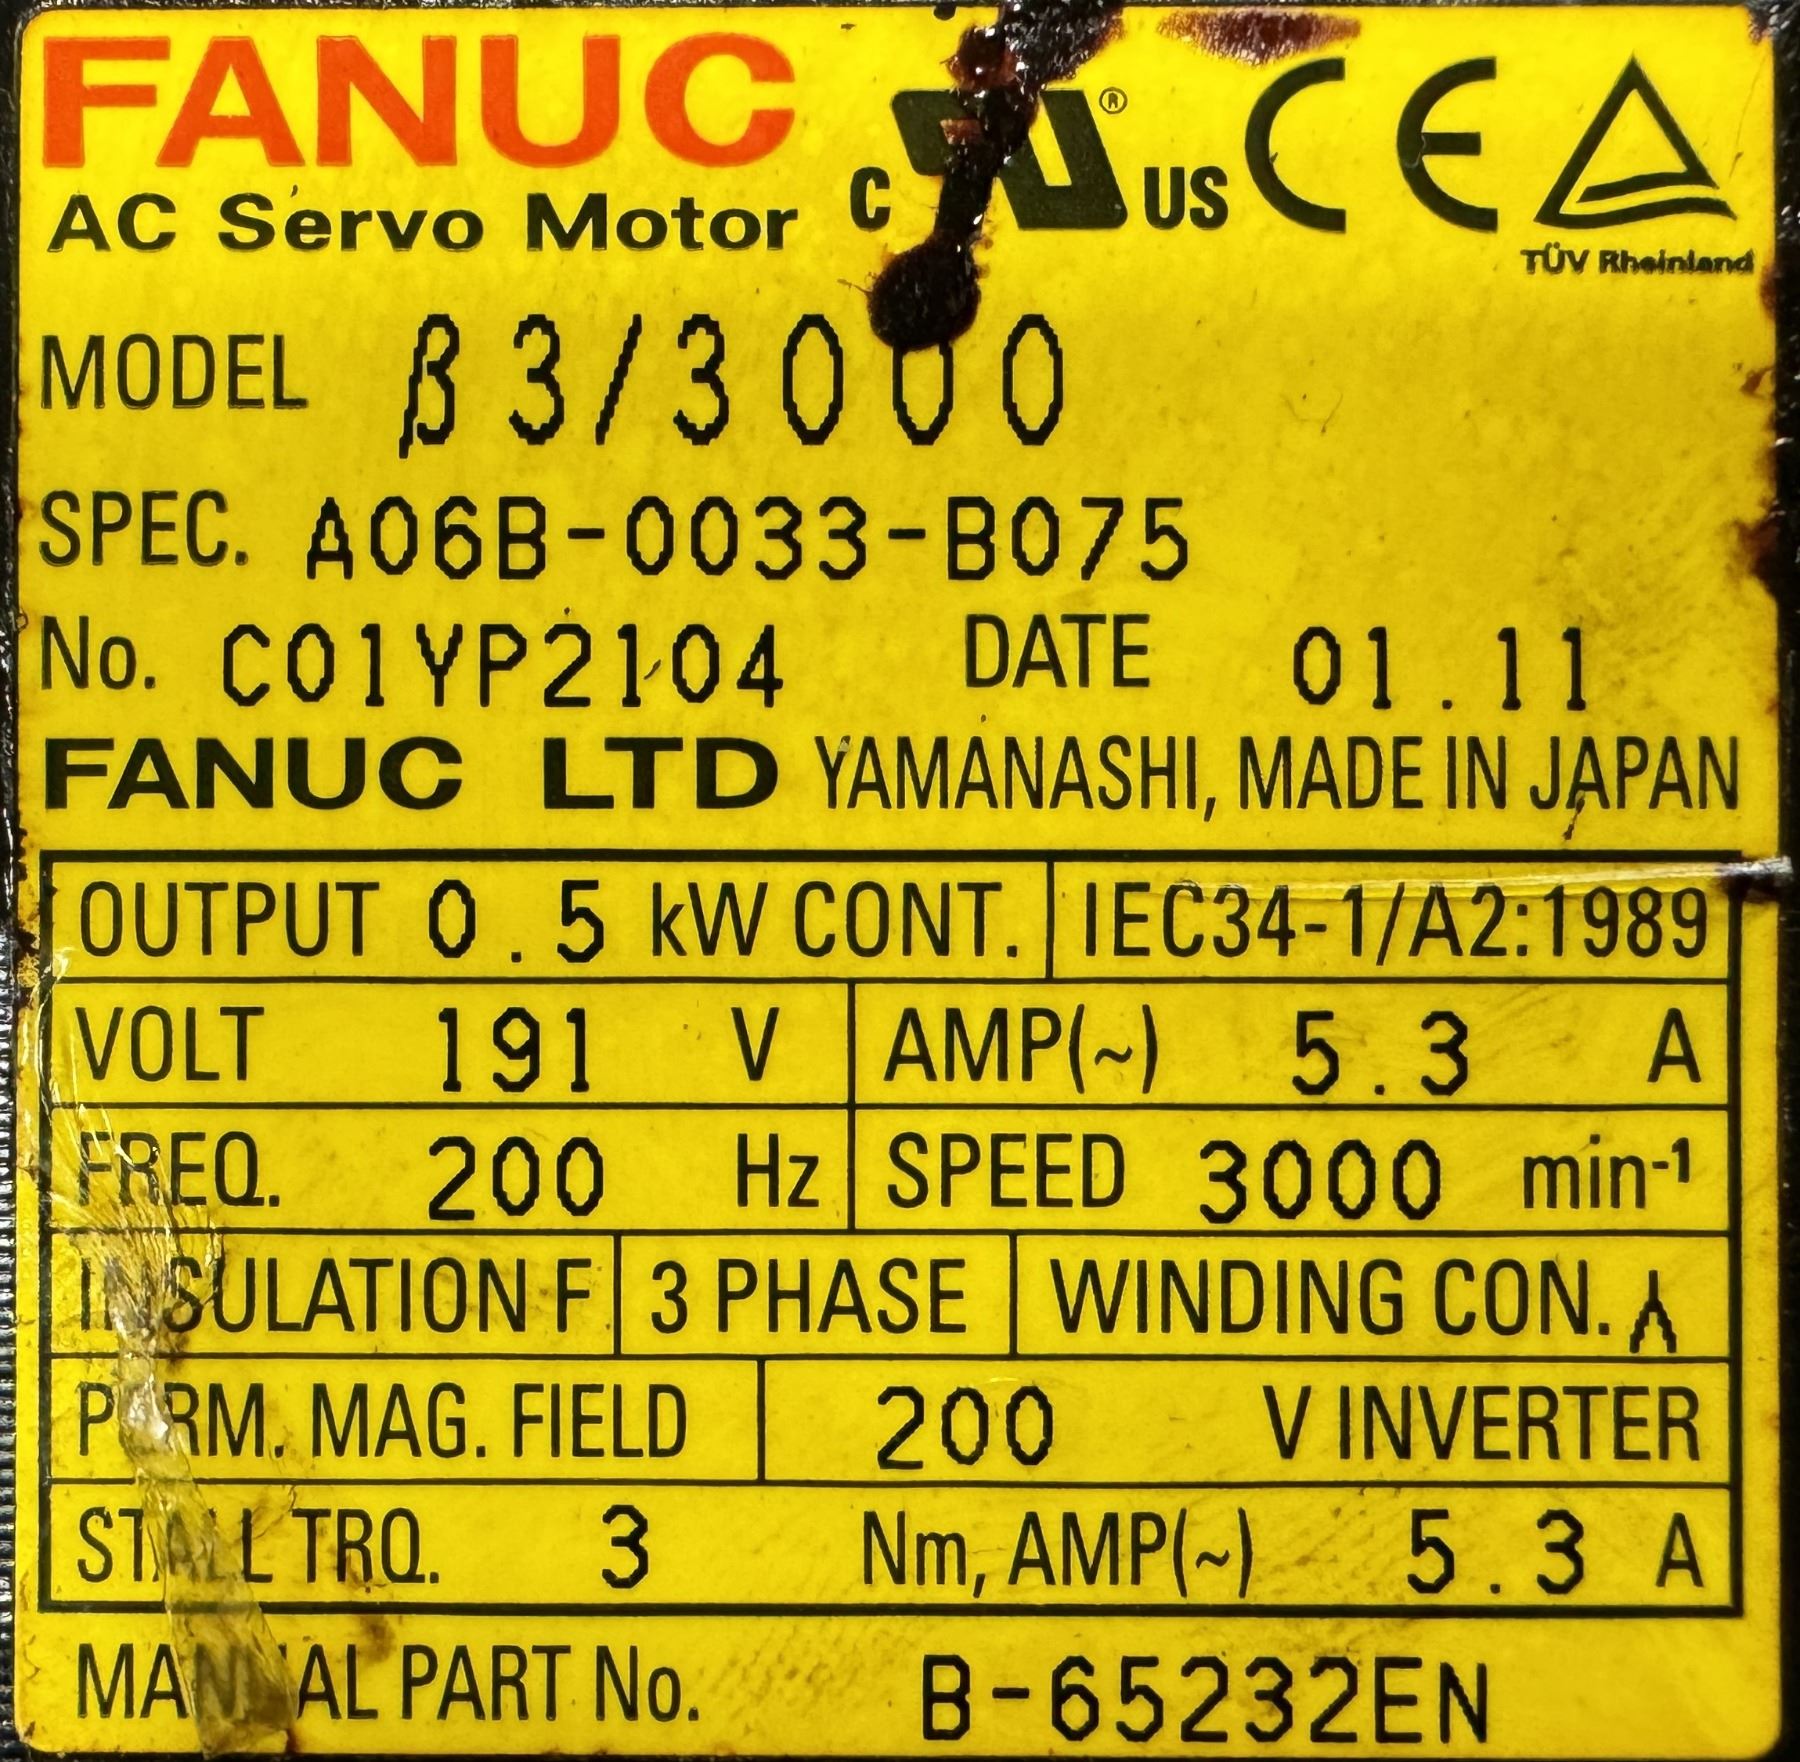 FANUC
AC Servo Motor
C US ® CE
TÜV Rheinland
MODEL β3/3000
SPEC. A06B-0033-B075
No. C01YP2104 DATE 01.11
FANUC LTD YAMANASHI, MADE IN JAPAN
OUTPUT 0.5 kW CONT. IEC34-1/A2:1989
VOLT 191 V AMP(~) 5.3 A
FREQ. 200 Hz SPEED 3000 min⁻¹
INSULATION F 3 PHASE WINDING CON. ⅄
PERM. MAG. FIELD 200 V INVERTER
STALL TRQ. 3 Nm, AMP(~) 5.3 A
MANUAL PART No. B-65232EN